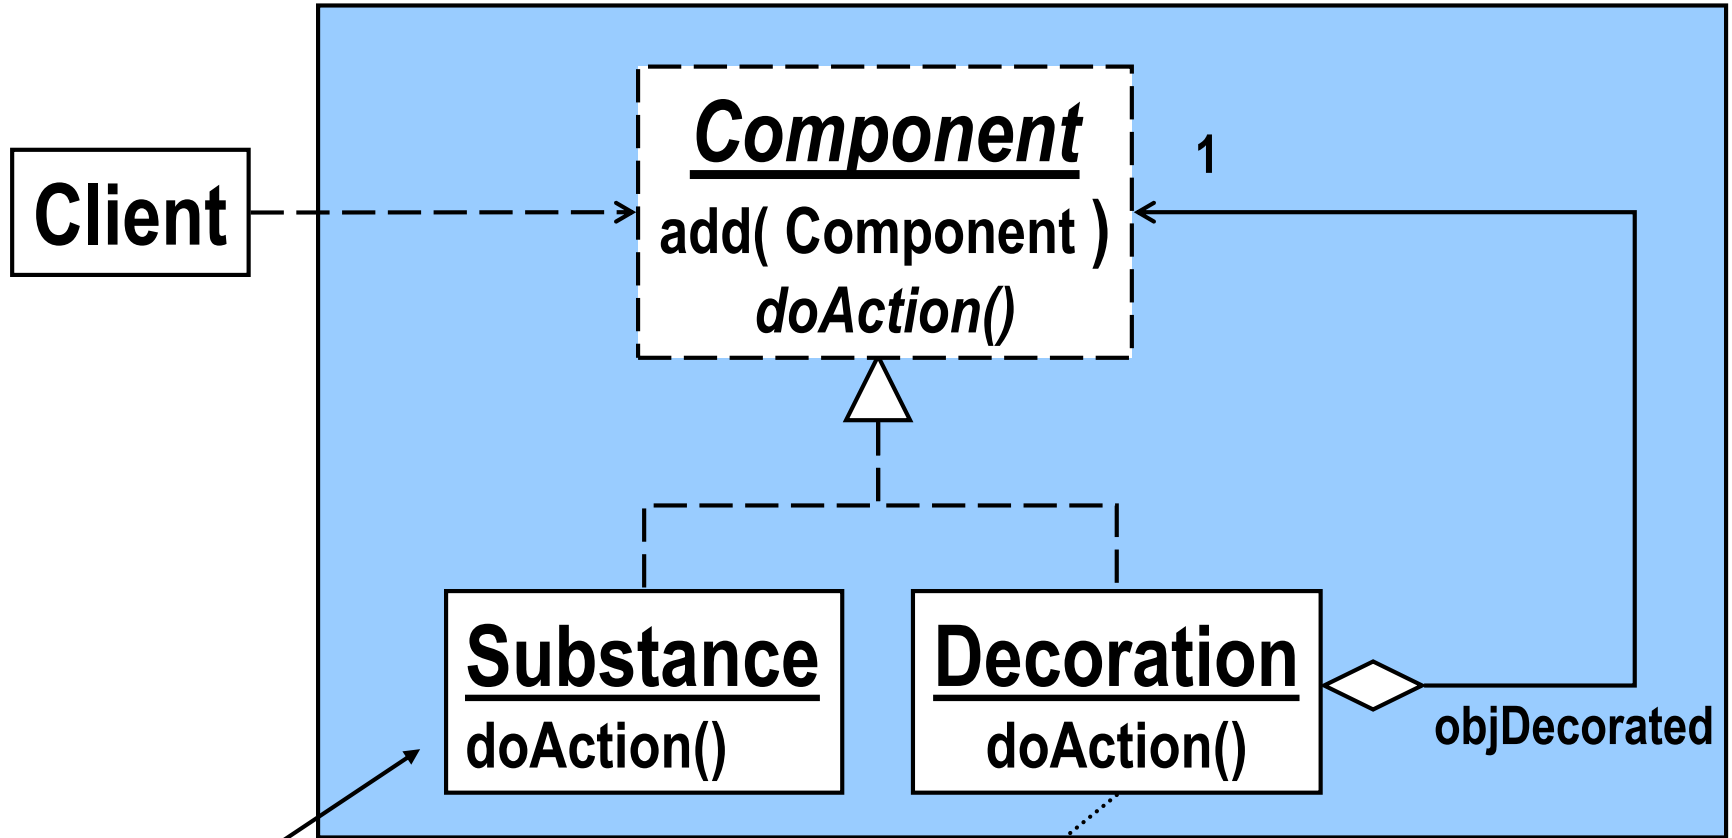 Component
1
Client
add( Component )
doAction()
Substance
Decoration
doAction()
doAction()
objDecorated